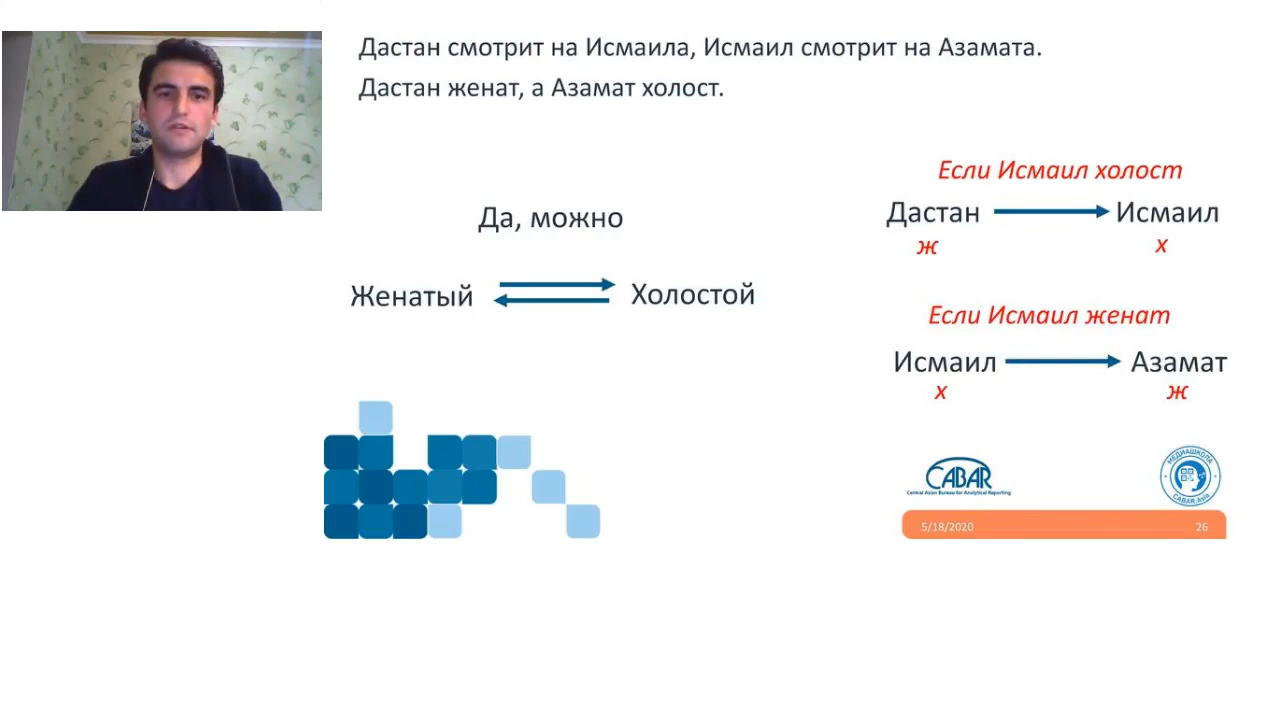 Дастан смотрит на Исмаила, Исмаил смотрит на Азамата.
Дастан женат, а Азамат холост.
Да, можно
Женатый
Холостой
Если Исмаил холост
Дастан
Исмаил
ж
х
Если Исмаил женат
Исмаил
Азамат
х
ж
CABAR
Central Asian Bureau for Analytical Reporting
МЕДИАШКОЛА
CABAR Asia
5/18/2020
26